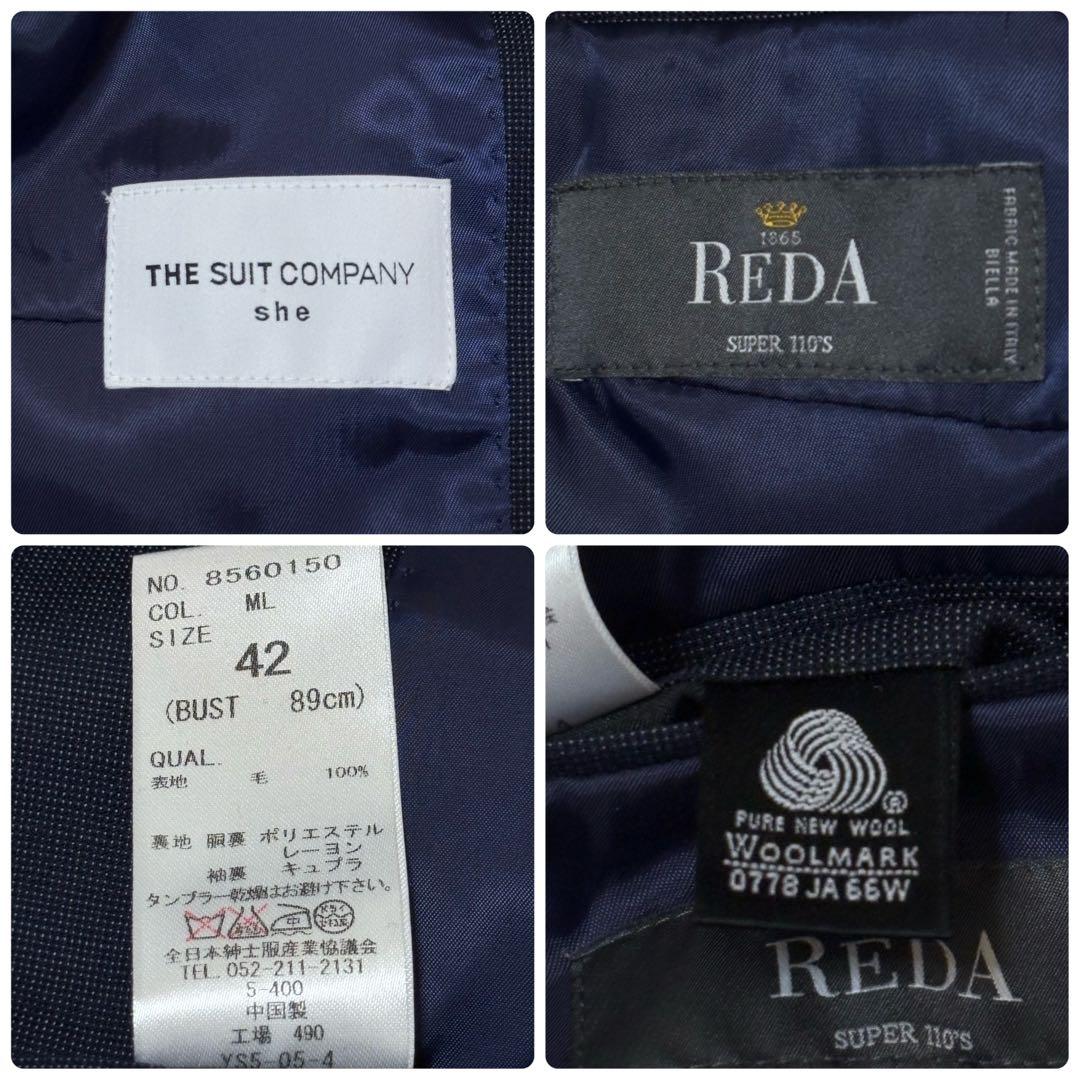 THE SUIT COMPANY
she
1865
REDA
SUPER 110'S
FABRIC MADE IN ITALY
BIELLA
NO. 8560150
COL. ML
SIZE
42
(BUST 89cm)
QUAL.
表地 毛 100%
裏地 胴裏 ポリエステル
レーヨン
袖裏 キュプラ
タンブラー乾燥はお避け下さい。
中
全日本紳士服産業協議会
TEL.052-211-2131
5-400
中国製
工場 490
YS5-05-4
PURE NEW WOOL
WOOLMARK
0778 JA66W
REDA
SUPER 110'S